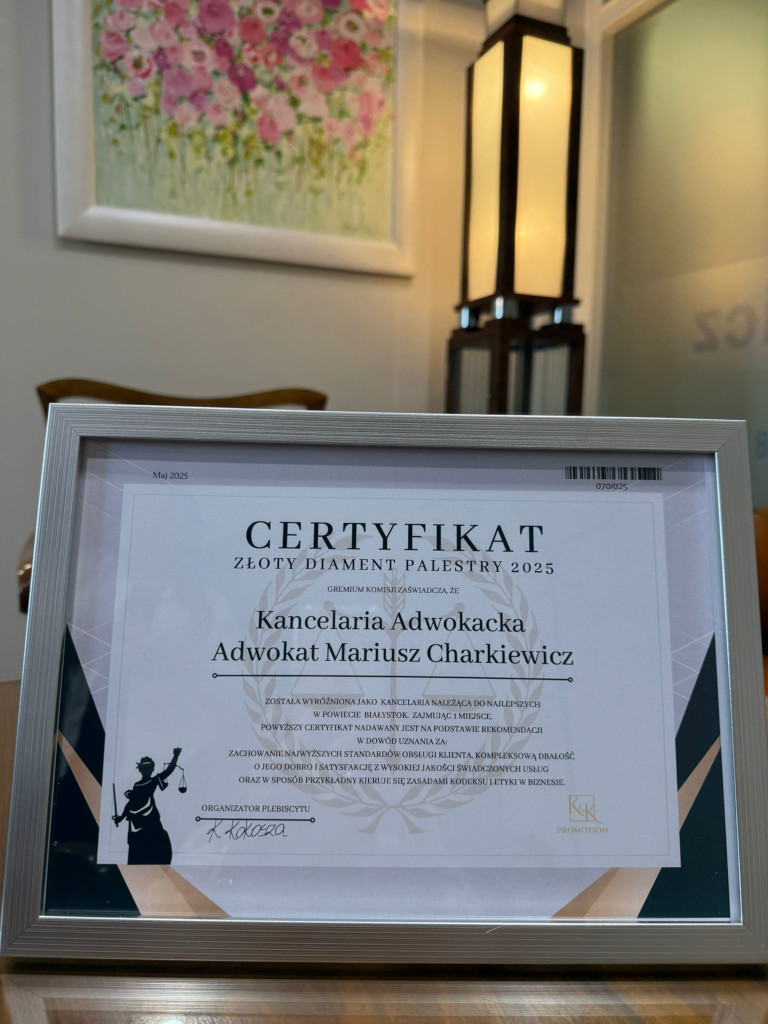 Maj 2025
070/025
CERTYFIKAT
ZŁOTY DIAMENT PALESTRY 2025
GREMIUM KOMISJI ZAŚWIADCZA, ŻE
Kancelaria Adwokacka
Adwokat Mariusz Charkiewicz
ZOSTAŁA WYRÓŻNIONA JAKO KANCELARIA NALEŻĄCA DO NAJLEPSZYCH
W POWIECIE BIAŁYSTOK. ZAJMUJĄC 1 MIEJSCE.
POWYŻSZY CERTYFIKAT NADAWANY JEST NA PODSTAWIE REKOMENDACJI
W DOWÓD UZNANIA ZA:
ZACHOWANIE NAJWYŻSZYCH STANDARDÓW OBSŁUGI KLIENTA, KOMPLEKSOWĄ DBAŁOŚĆ
O JEGO DOBRO I SATYSFAKCJĘ Z WYSOKIEJ JAKOŚCI ŚWIADCZONYCH USŁUG
ORAZ W SPOSÓB PRZYKŁADNY KIERUJE SIĘ ZASADAMI KODEKSU I ETYKI W BIZNESIE.
ORGANIZATOR PLEBISCYTU
K Kokosza
K&K
PROMOTION